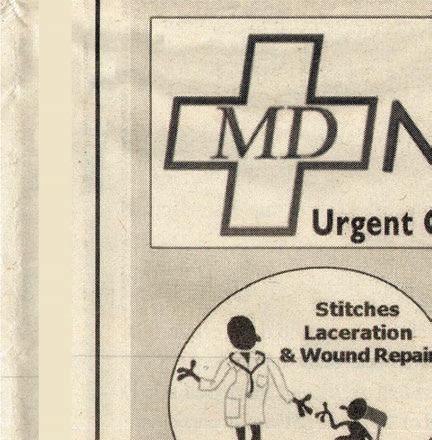 MD
Urgent
Stitches
Laceration
& Wound Repair